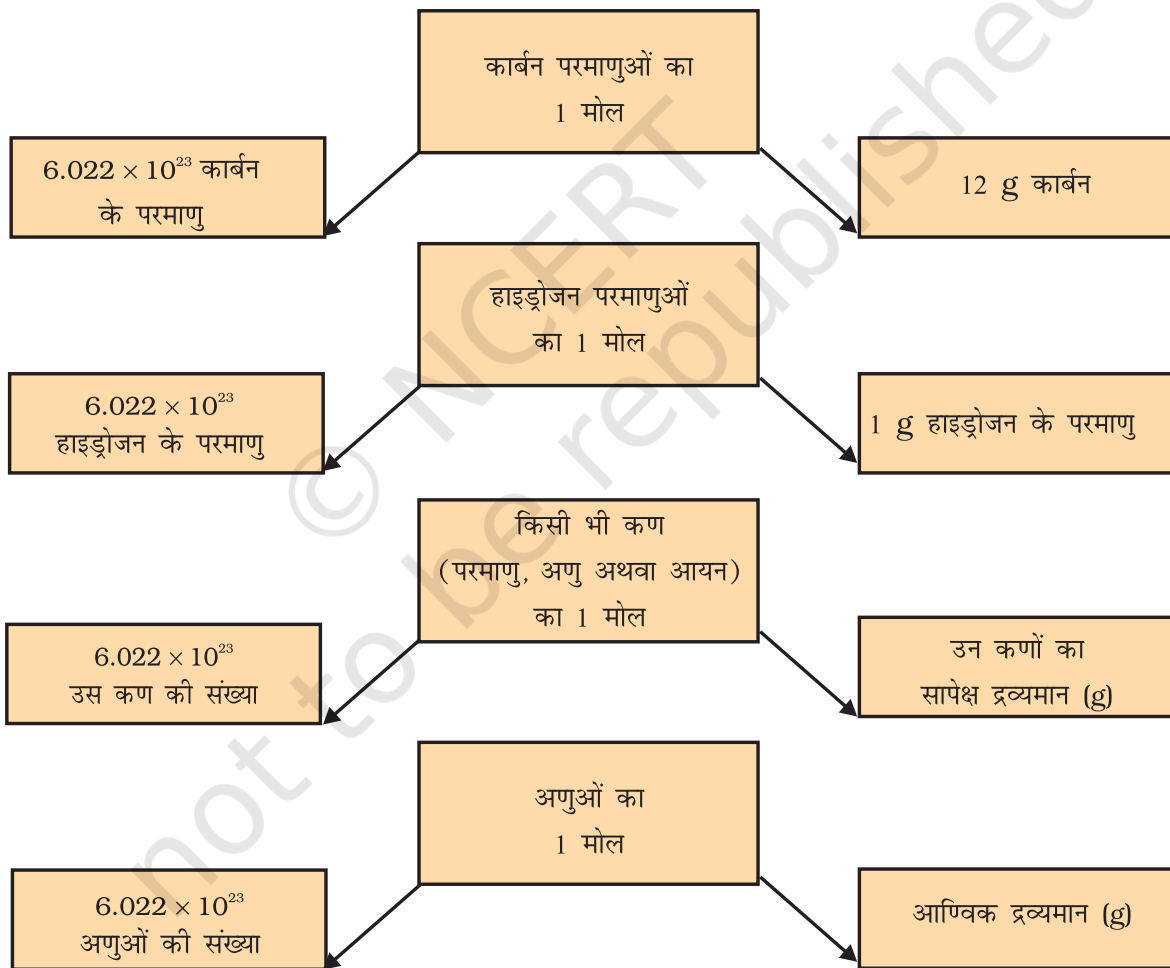 कार्बन परमाणुओं का
1 मोल
6.022 × 10²³ कार्बन
के परमाणु
12 g कार्बन
हाइड्रोजन परमाणुओं
का 1 मोल
6.022 × 10²³
हाइड्रोजन के परमाणु
1 g हाइड्रोजन के परमाणु
किसी भी कण
(परमाणु, अणु अथवा आयन)
का 1 मोल
6.022 × 10²³
उस कण की संख्या
उन कणों का
सापेक्ष द्रव्यमान (g)
अणुओं का
1 मोल
6.022 × 10²³
अणुओं की संख्या
आण्विक द्रव्यमान (g)
© NCERT
not to be republished